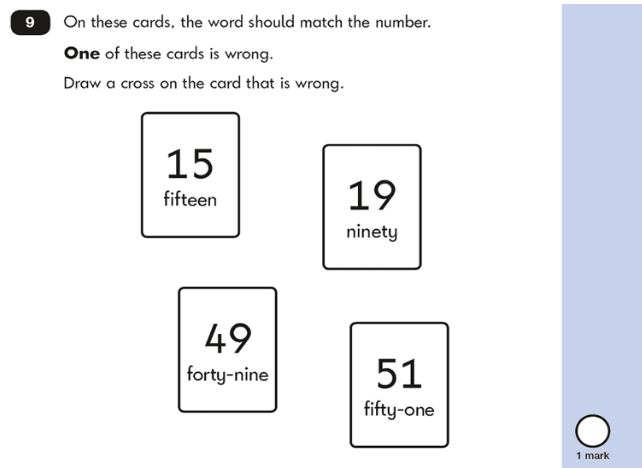 9 On these cards, the word should match the number.
One of these cards is wrong.
Draw a cross on the card that is wrong.
15
fifteen
19
ninety
49
forty-nine
51
fifty-one
1 mark